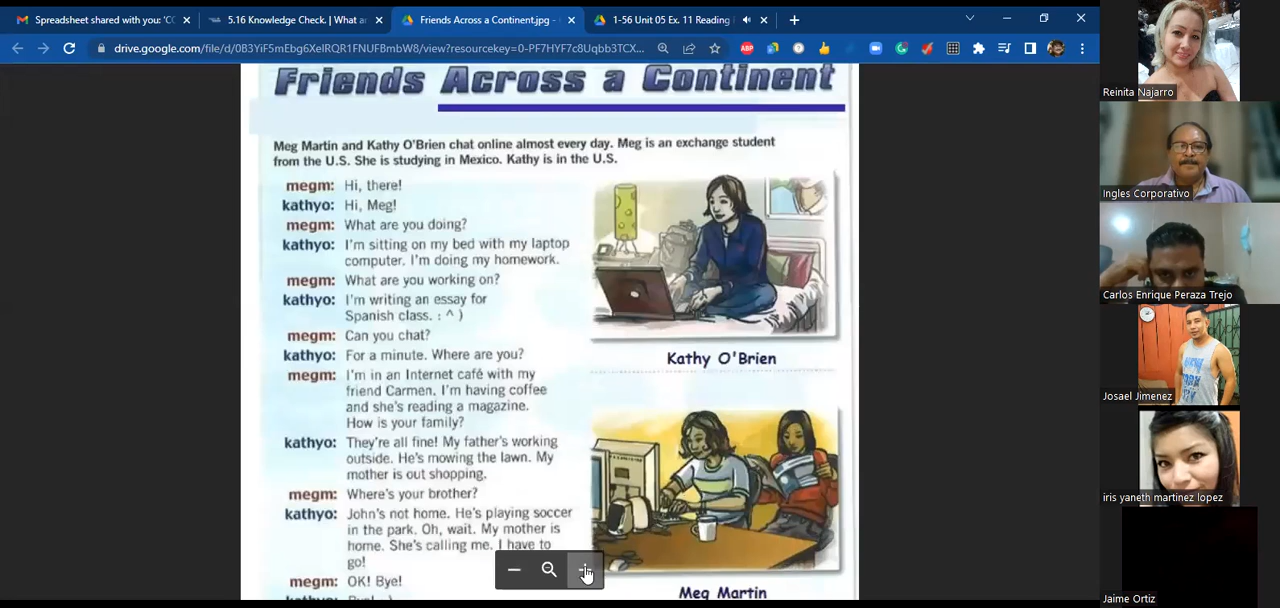 Spreadsheet shared with you: 'CC
5.16 Knowledge Check. | What ar
Friends Across a Continent.jpg -
1-56 Unit 05 Ex. 11 Reading
drive.google.com/file/d/0B3YiF5mEbg6XelRQR1FNUFBmbW8/view?resourcekey=0-PF7HYF7c8Uqbb3TCX...
ABP
Friends Across a Continent
Meg Martin and Kathy O'Brien chat online almost every day. Meg is an exchange student
from the U.S. She is studying in Mexico. Kathy is in the U.S.
megm: Hi, there!
kathyo: Hi, Meg!
megm: What are you doing?
kathyo: I'm sitting on my bed with my laptop
computer. I'm doing my homework.
megm: What are you working on?
kathyo: I'm writing an essay for
Spanish class. : ^ )
megm: Can you chat?
kathyo: For a minute. Where are you?
megm: I'm in an Internet café with my
friend Carmen. I'm having coffee
and she's reading a magazine.
How is your family?
kathyo: They're all fine! My father's working
outside. He's mowing the lawn. My
mother is out shopping.
megm: Where's your brother?
kathyo: John's not home. He's playing soccer
in the park. Oh, wait. My mother is
home. She's calling me. I have to
go!
megm: OK! Bye!
Kathy O'Brien
Meg Martin
Reinita Najarro
Ingles Corporativo
Carlos Enrique Peraza Trejo
Josael Jimenez
iris yaneth martinez lopez
Jaime Ortiz